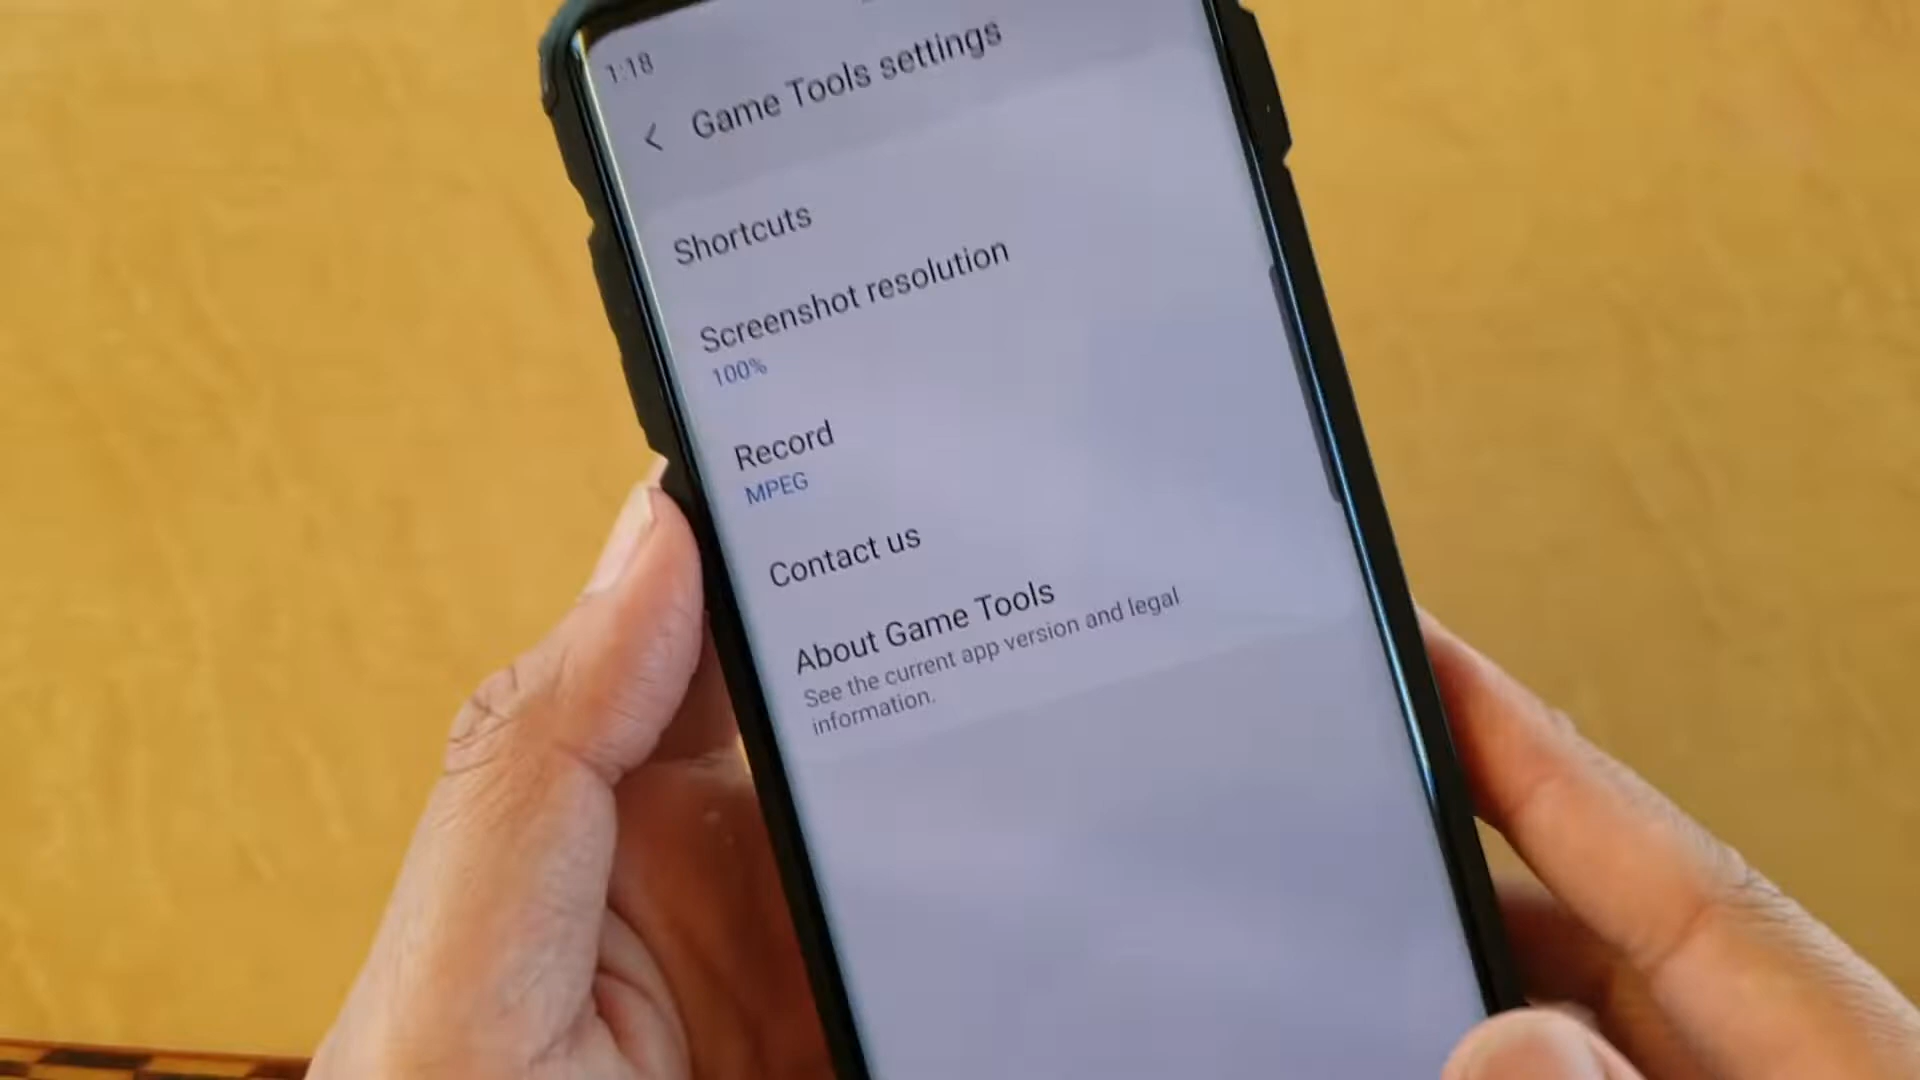 1:18
Game Tools settings
Shortcuts
Screenshot resolution
100%
Record
MPEG
Contact us
About Game Tools
See the current app version and legal
information.